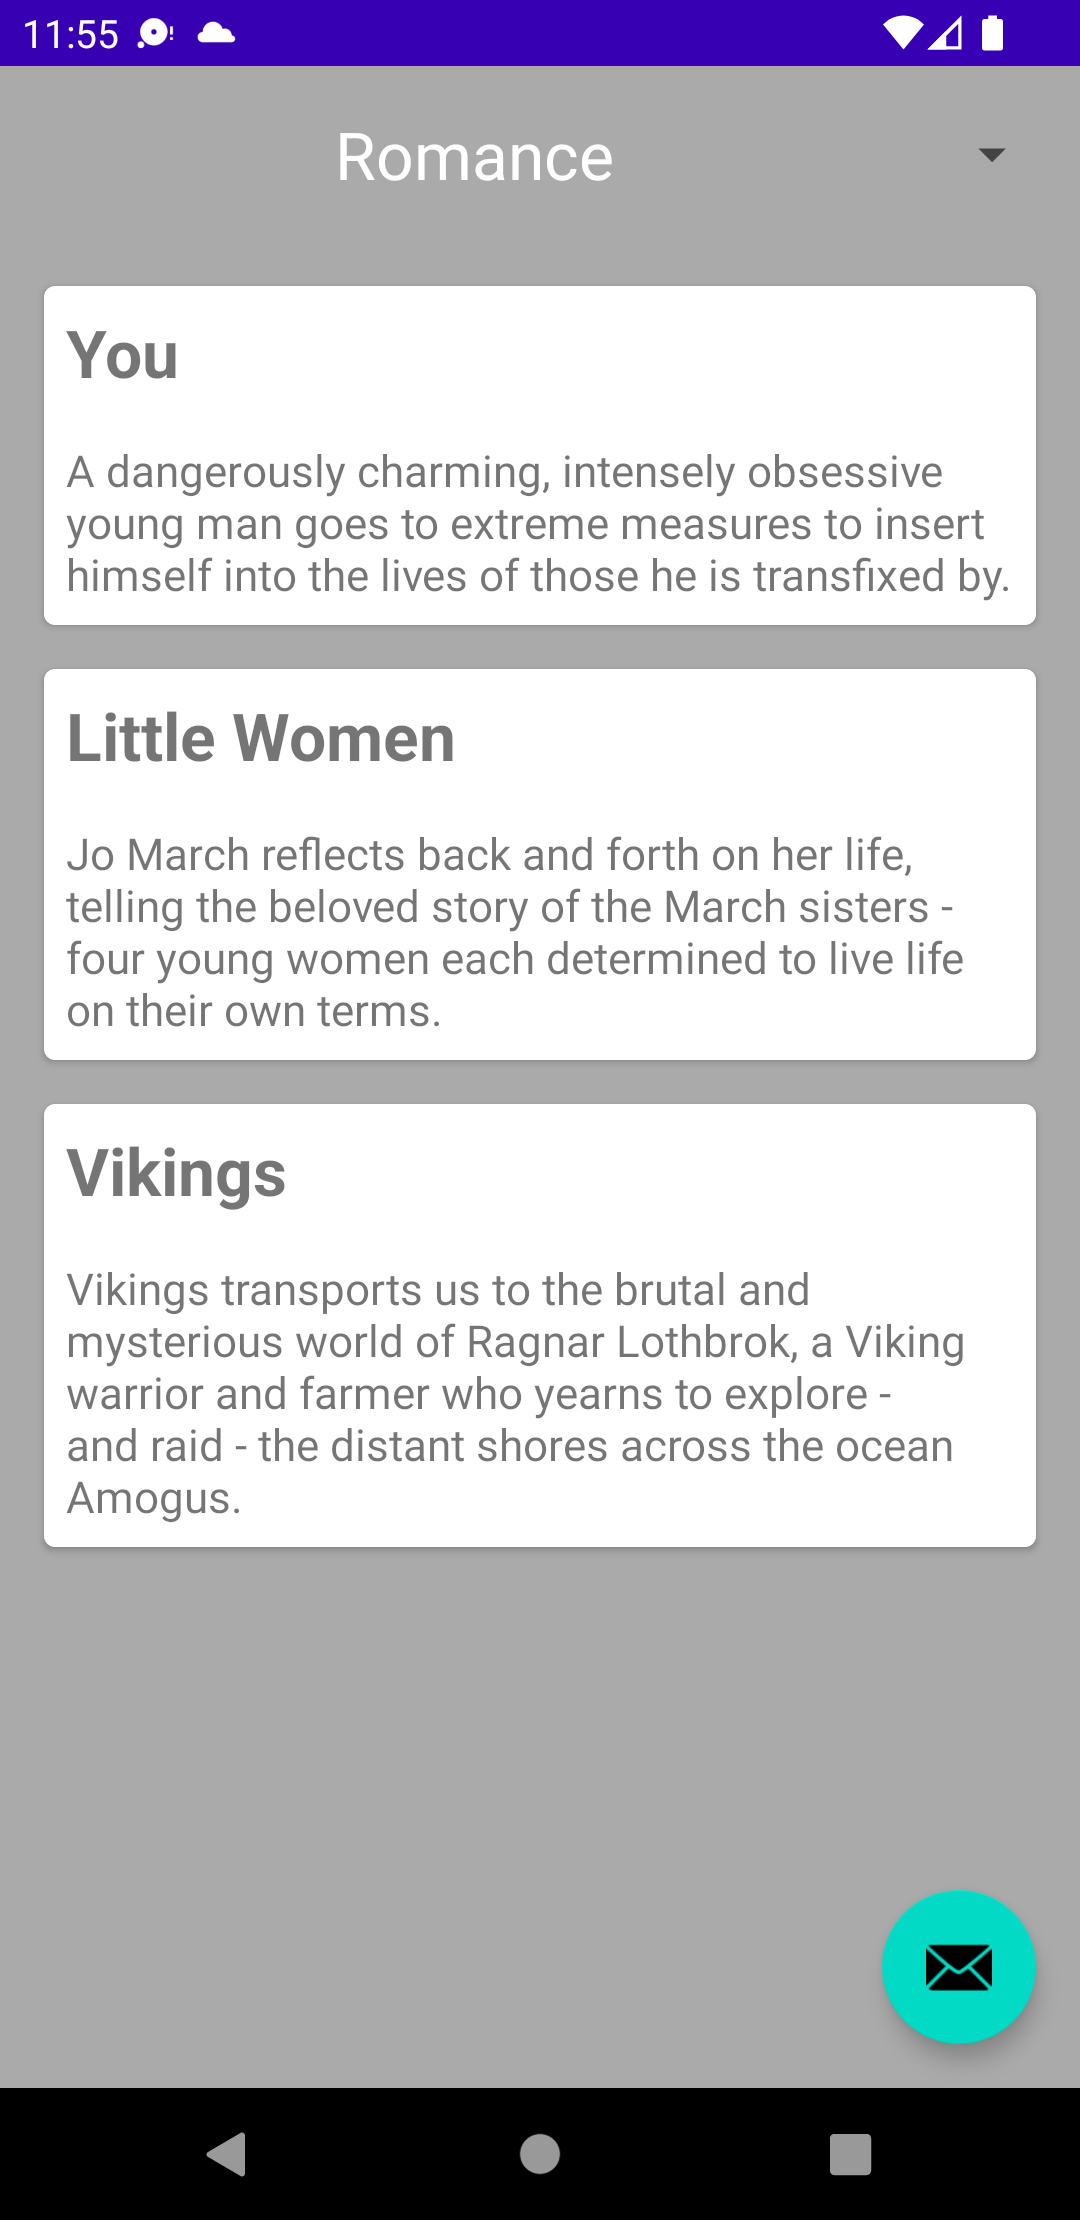 11:55
Romance
You
A dangerously charming, intensely obsessive
young man goes to extreme measures to insert
himself into the lives of those he is transfixed by.
Little Women
Jo March reflects back and forth on her life,
telling the beloved story of the March sisters -
four young women each determined to live life
on their own terms.
Vikings
Vikings transports us to the brutal and
mysterious world of Ragnar Lothbrok, a Viking
warrior and farmer who yearns to explore -
and raid - the distant shores across the ocean
Amogus.